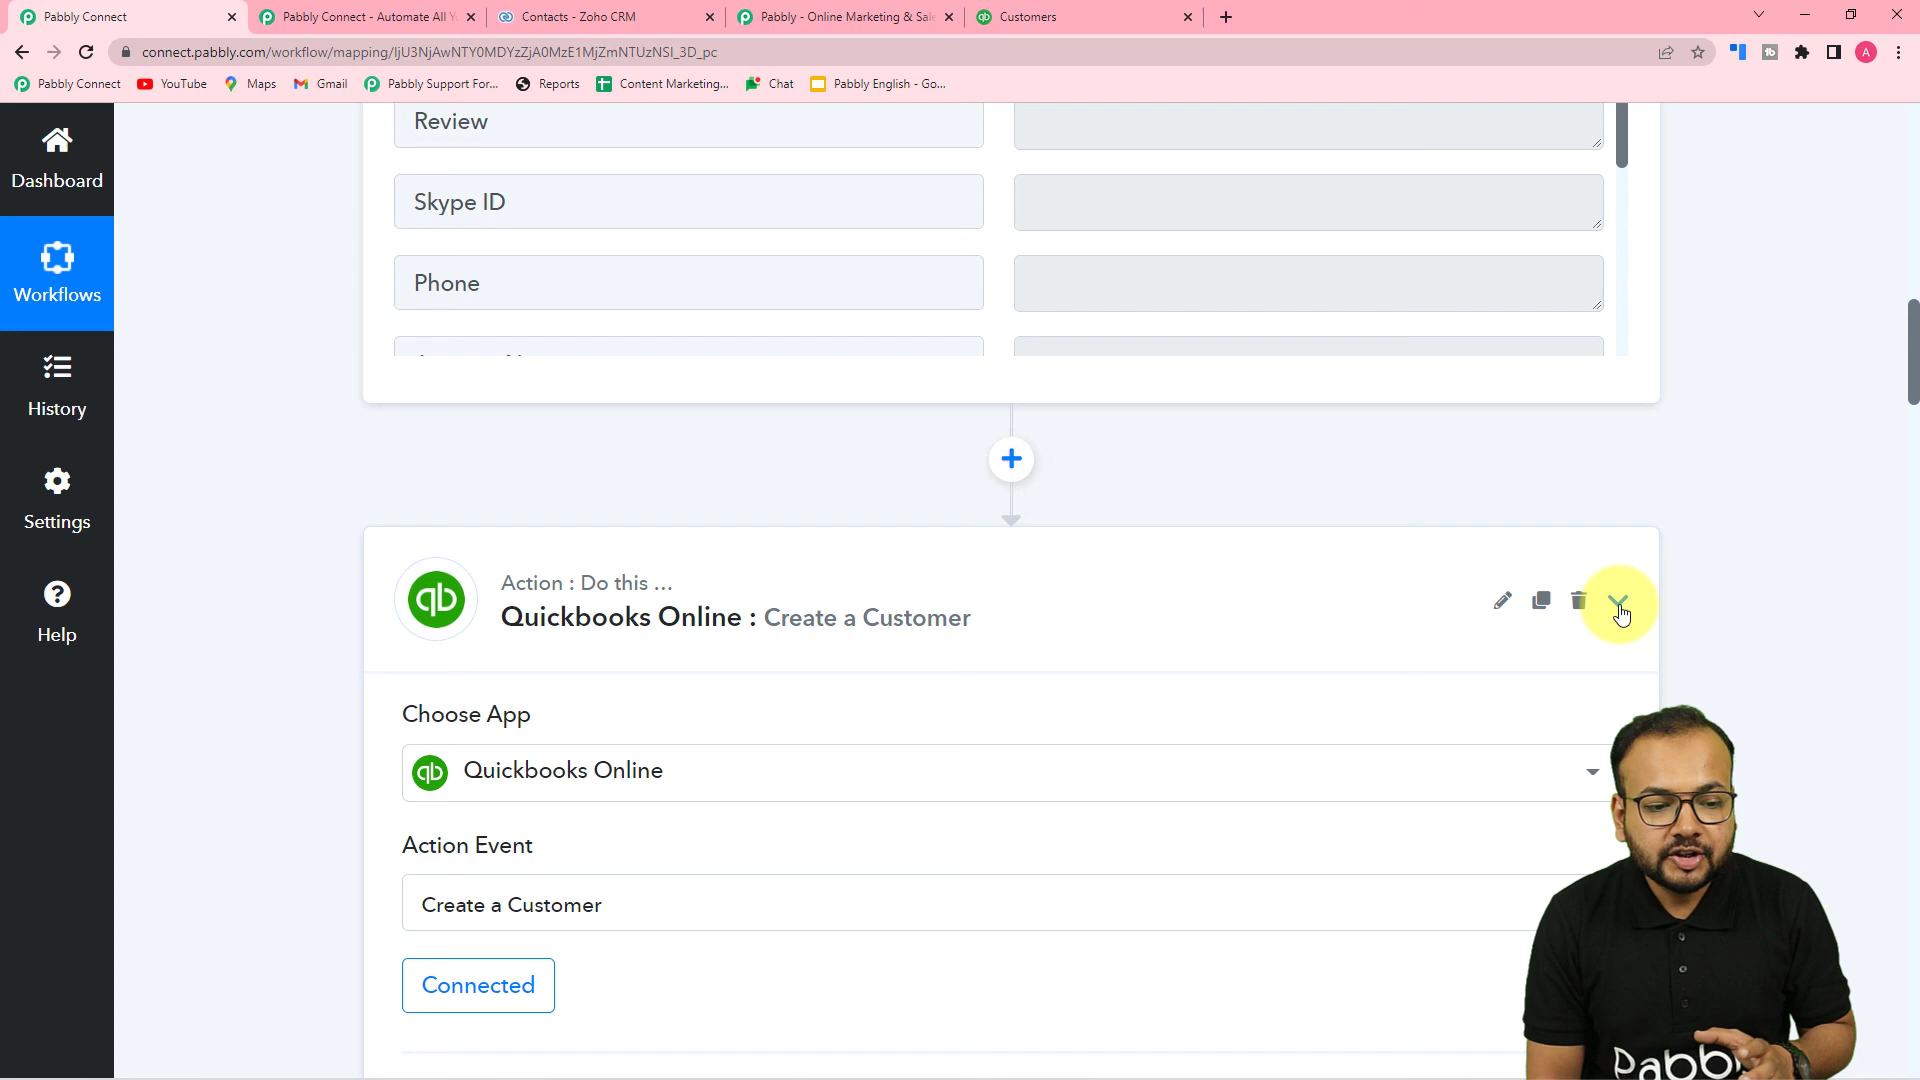 Pabbly Connect
Pabbly Connect - Automate All Y
Contacts - Zoho CRM
Pabbly - Online Marketing & Sale
Customers
connect.pabbly.com/workflow/mapping/IjU3NjAwNTY0MDYzZjA0MzE1MjZmNTUzNSI_3D_pc
A
Pabbly Connect
YouTube
Maps
Gmail
Pabbly Support For...
Reports
Content Marketing...
Chat
Pabbly English - Go...
Dashboard
Workflows
History
Settings
Help
Review
Skype ID
Phone
Action : Do this ...
Quickbooks Online : Create a Customer
Choose App
Quickbooks Online
Action Event
Create a Customer
Connected
Pabb